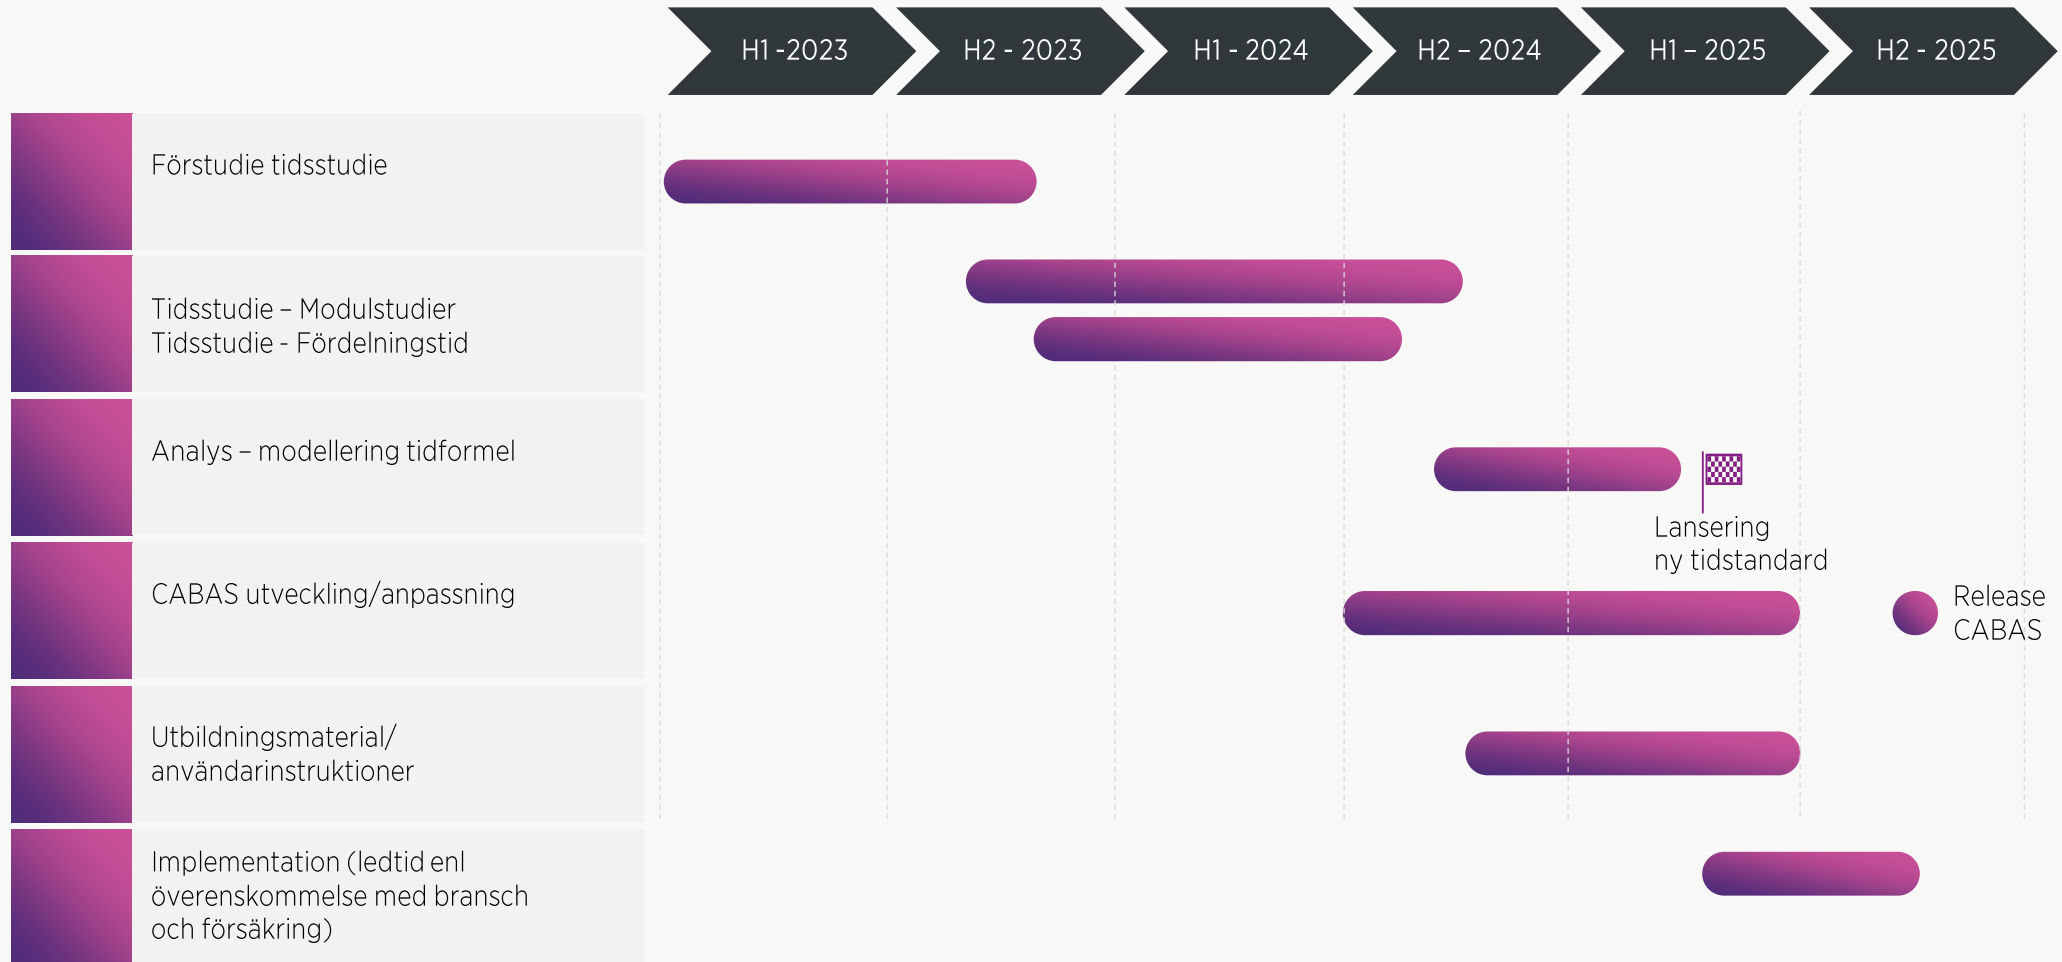 H1 -2023
H2 - 2023
H1 - 2024
H2 – 2024
H1 – 2025
H2 - 2025
Förstudie tidsstudie
Tidsstudie – Modulstudier
Tidsstudie - Fördelningstid
Analys – modellering tidformel
Lansering
ny tidstandard
CABAS utveckling/anpassning
Release
CABAS
Utbildningsmaterial/
användarinstruktioner
Implementation (ledtid enl
överenskommelse med bransch
och försäkring)